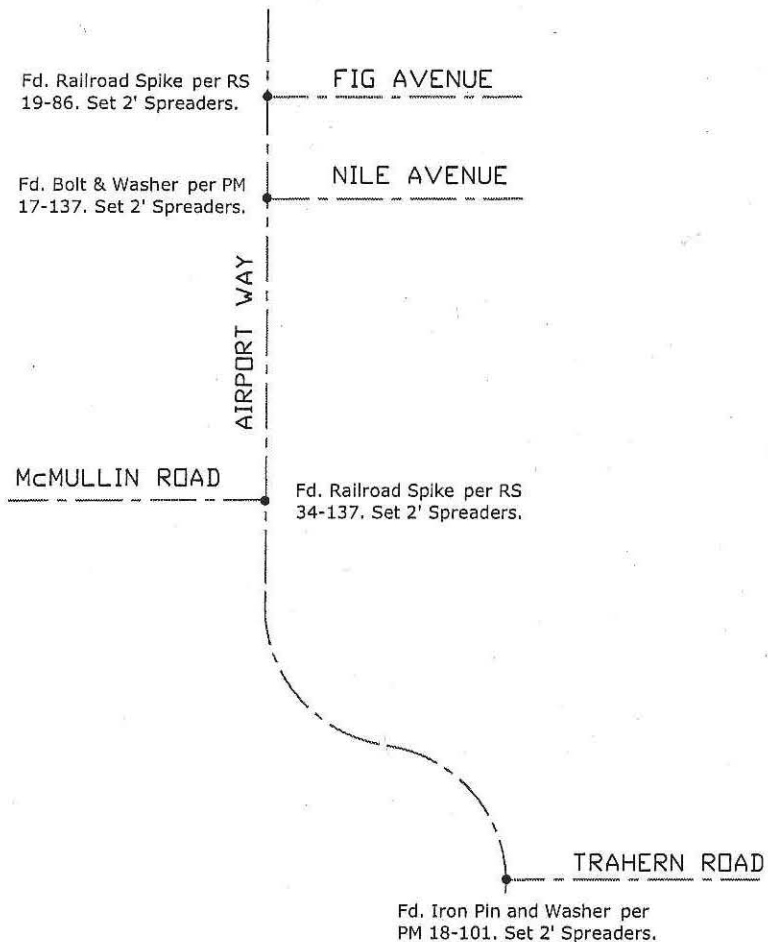 Fd. Railroad Spike per RS
19-86. Set 2' Spreaders.
FIG AVENUE
Fd. Bolt & Washer per PM
17-137. Set 2' Spreaders.
NILE AVENUE
AIRPORT WAY
McMULLIN ROAD
Fd. Railroad Spike per RS
34-137. Set 2' Spreaders.
TRAHERN ROAD
Fd. Iron Pin and Washer per
PM 18-101. Set 2' Spreaders.